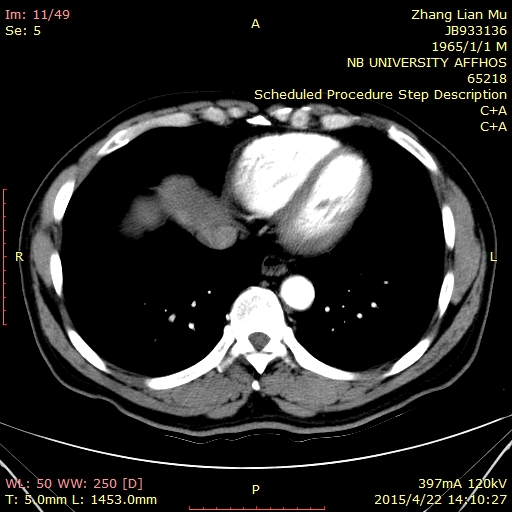 Im: 11/49
Se: 5
A
Zhang Lian Mu
JB933136
1965/1/1 M
NB UNIVERSITY AFFHOS
65218
Scheduled Procedure Step Description
C+A
C+A
R
L
WL: 50 WW: 250 [D]
T: 5.0mm L: 1453.0mm
P
397mA 120kV
2015/4/22 14:10:27